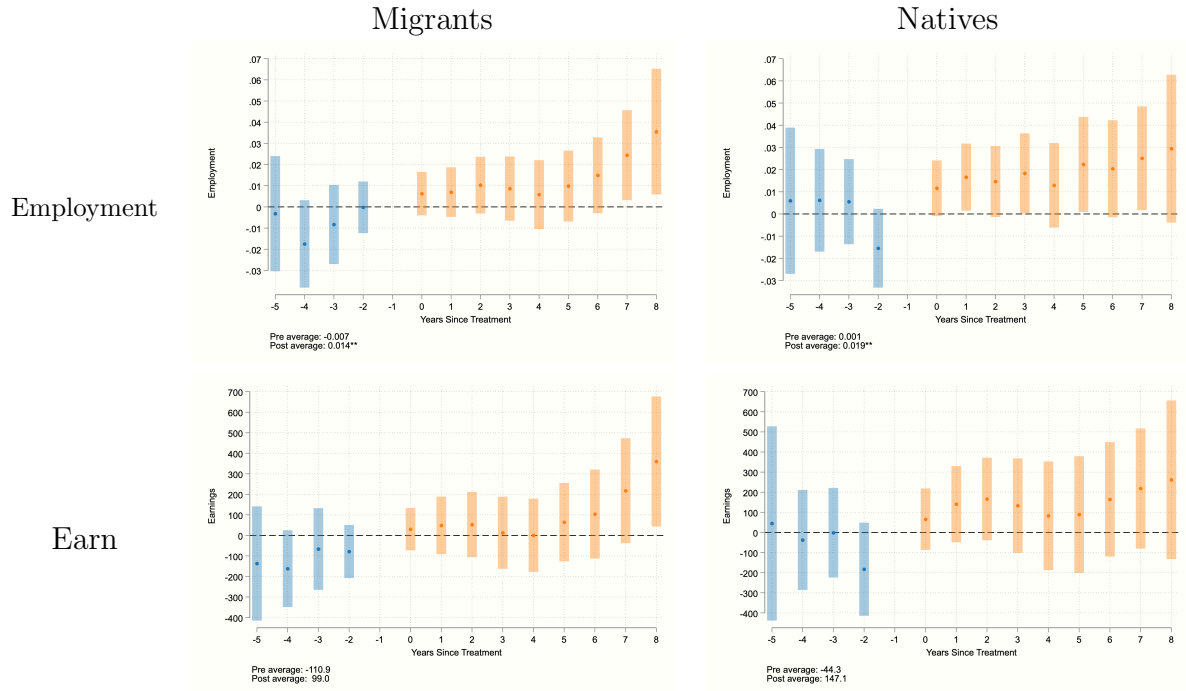 Migrants
Natives
Employment
Employment
.07
.06
.05
.04
.03
.02
.01
0
-.01
-.02
-.03
-5 -4 -3 -2 -1 0 1 2 3 4 5 6 7 8
Years Since Treatment
Pre average: -0.007
Post average: 0.014**
Employment
.07
.06
.05
.04
.03
.02
.01
0
-.01
-.02
-.03
-5 -4 -3 -2 -1 0 1 2 3 4 5 6 7 8
Years Since Treatment
Pre average: 0.001
Post average: 0.019**
Earn
Earnings
700
600
500
400
300
200
100
0
-100
-200
-300
-400
-5 -4 -3 -2 -1 0 1 2 3 4 5 6 7 8
Years Since Treatment
Pre average: -110.9
Post average: 99.0
Earnings
700
600
500
400
300
200
100
0
-100
-200
-300
-400
-5 -4 -3 -2 -1 0 1 2 3 4 5 6 7 8
Years Since Treatment
Pre average: -44.3
Post average: 147.1